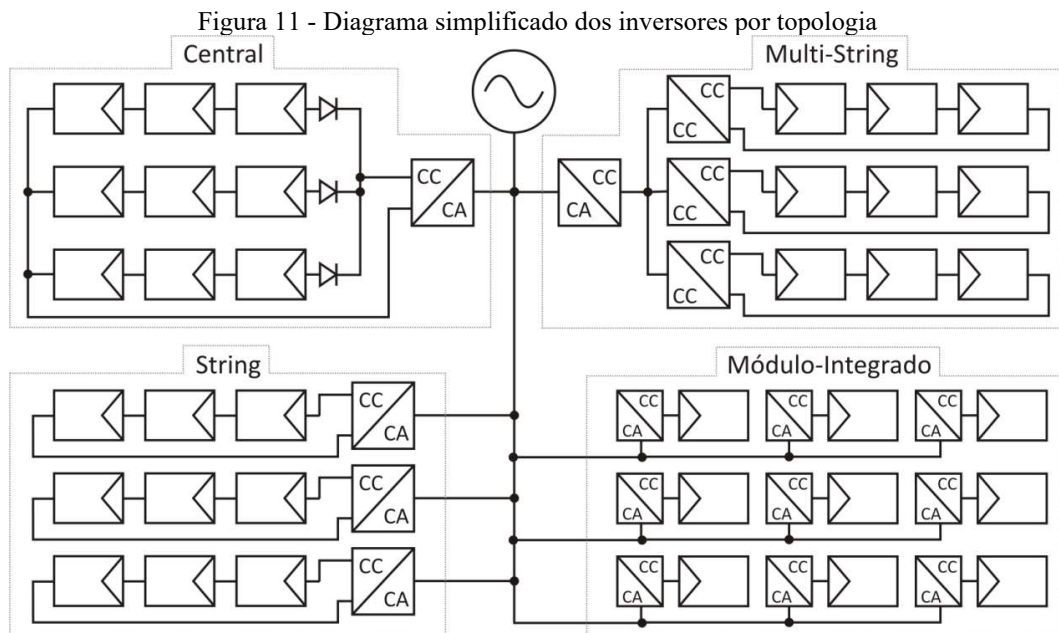 Figura 11 - Diagrama simplificado dos inversores por topologia
Central
CC
CA
Multi-String
CC
CA
CC
CC
CC
CC
CC
CC
String
CC
CA
CC
CA
CC
CA
Módulo-Integrado
CC
CA
CC
CA
CC
CA
CC
CA
CC
CA
CC
CA
CC
CA
CC
CA
CC
CA